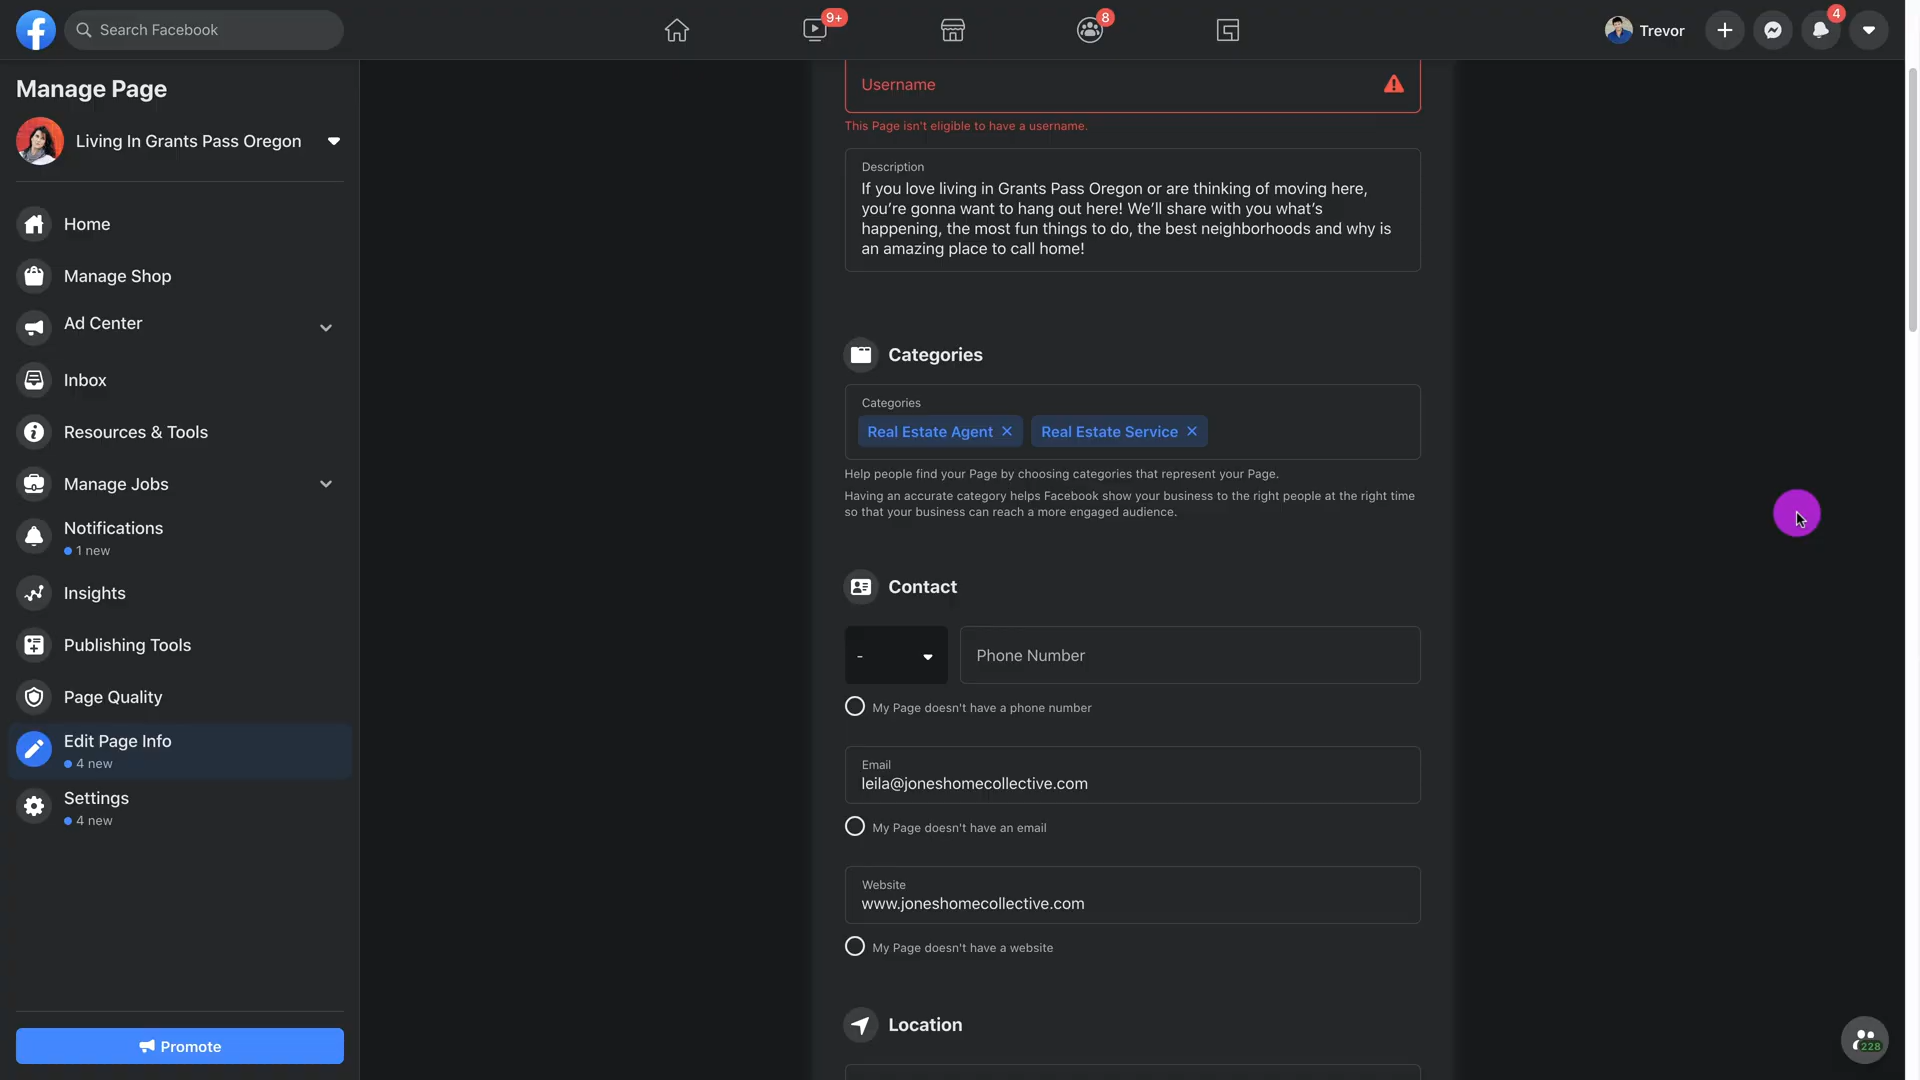 Search Facebook
9+
8
Trevor
4
Manage Page
Living In Grants Pass Oregon
Home
Manage Shop
Ad Center
Inbox
Resources & Tools
Manage Jobs
Notifications
1 new
Insights
Publishing Tools
Page Quality
Edit Page Info
4 new
Settings
4 new
Promote
Username
This Page isn't eligible to have a username.
Description
If you love living in Grants Pass Oregon or are thinking of moving here,
you're gonna want to hang out here! We'll share with you what's
happening, the most fun things to do, the best neighborhoods and why is
an amazing place to call home!
Categories
Categories
Real Estate Agent
Real Estate Service
Help people find your Page by choosing categories that represent your Page.
Having an accurate category helps Facebook show your business to the right people at the right time
so that your business can reach a more engaged audience.
Contact
-
Phone Number
My Page doesn't have a phone number
Email
leila@joneshomecollective.com
My Page doesn't have an email
Website
www.joneshomecollective.com
My Page doesn't have a website
Location
228